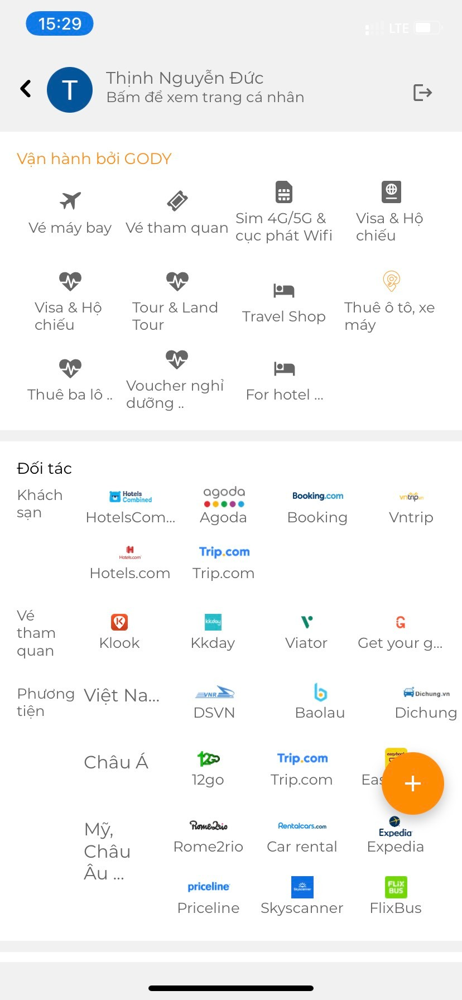 15:29
LTE
T
Thịnh Nguyễn Đức
Bấm để xem trang cá nhân
Vận hành bởi GODY
Vé máy bay
Vé tham quan
Sim 4G/5G &
cục phát Wifi
Visa & Hộ
chiếu
Visa & Hộ
chiếu
Tour & Land
Tour
Travel Shop
Thuê ô tô, xe
máy
Thuê ba lô ..
Voucher nghỉ
dưỡng ..
For hotel ...
Đối tác
Khách
sạn
Hotels
Combined
HotelsCom...
agoda
Agoda
Booking.com
Booking
vntrip.vn
Vntrip
Hotels.com
Hotels.com
Trip.com
Trip.com
Vé
tham
quan
Klook
kkday
Kkday
Viator
G
Get your g...
Phương
tiện
Việt Na...
VNR
DSVN
b
Baolau
Dichung.vn
Dichung
Châu Á
12GO
12go
Trip.com
Trip.com
easybook
Eas
+
Mỹ,
Châu
Âu ...
Rome2rio
Rome2rio
Rentalcars.com
Car rental
Expedia
Expedia
priceline
Priceline
Skyscanner
Skyscanner
FLiX
BUS
FlixBus